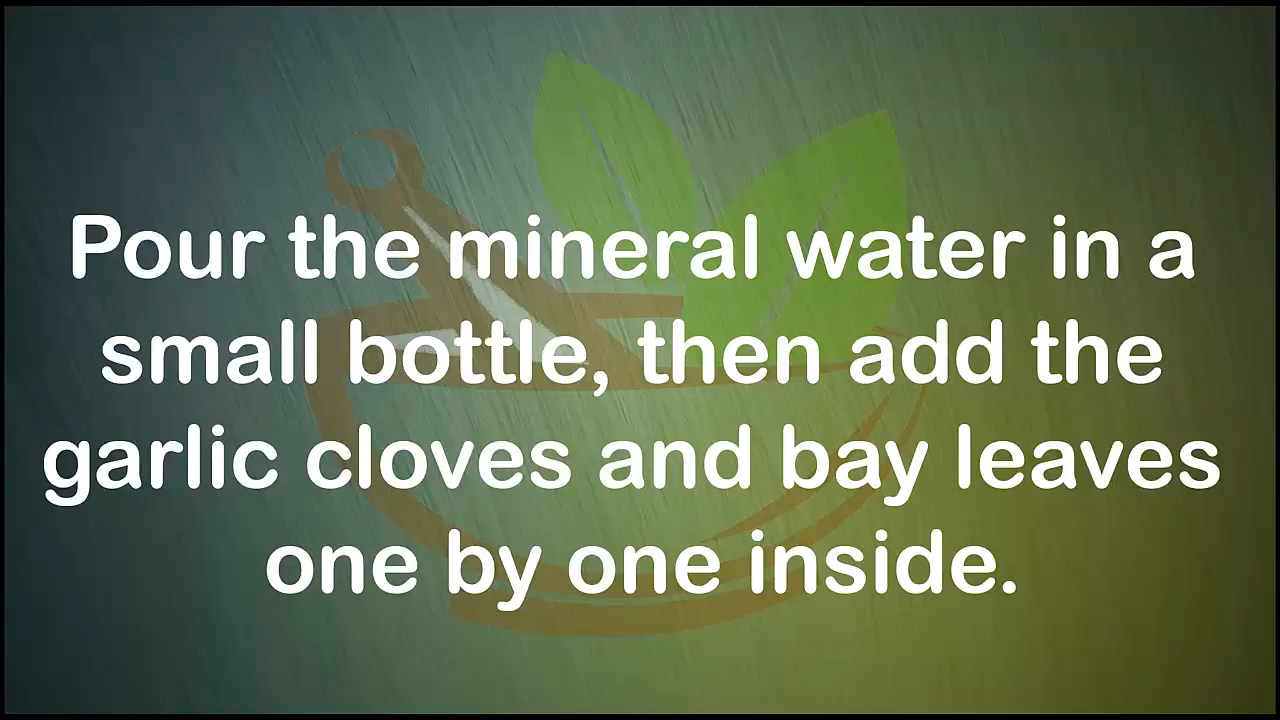 Pour the mineral water in a
small bottle, then add the
garlic cloves and bay leaves
one by one inside.